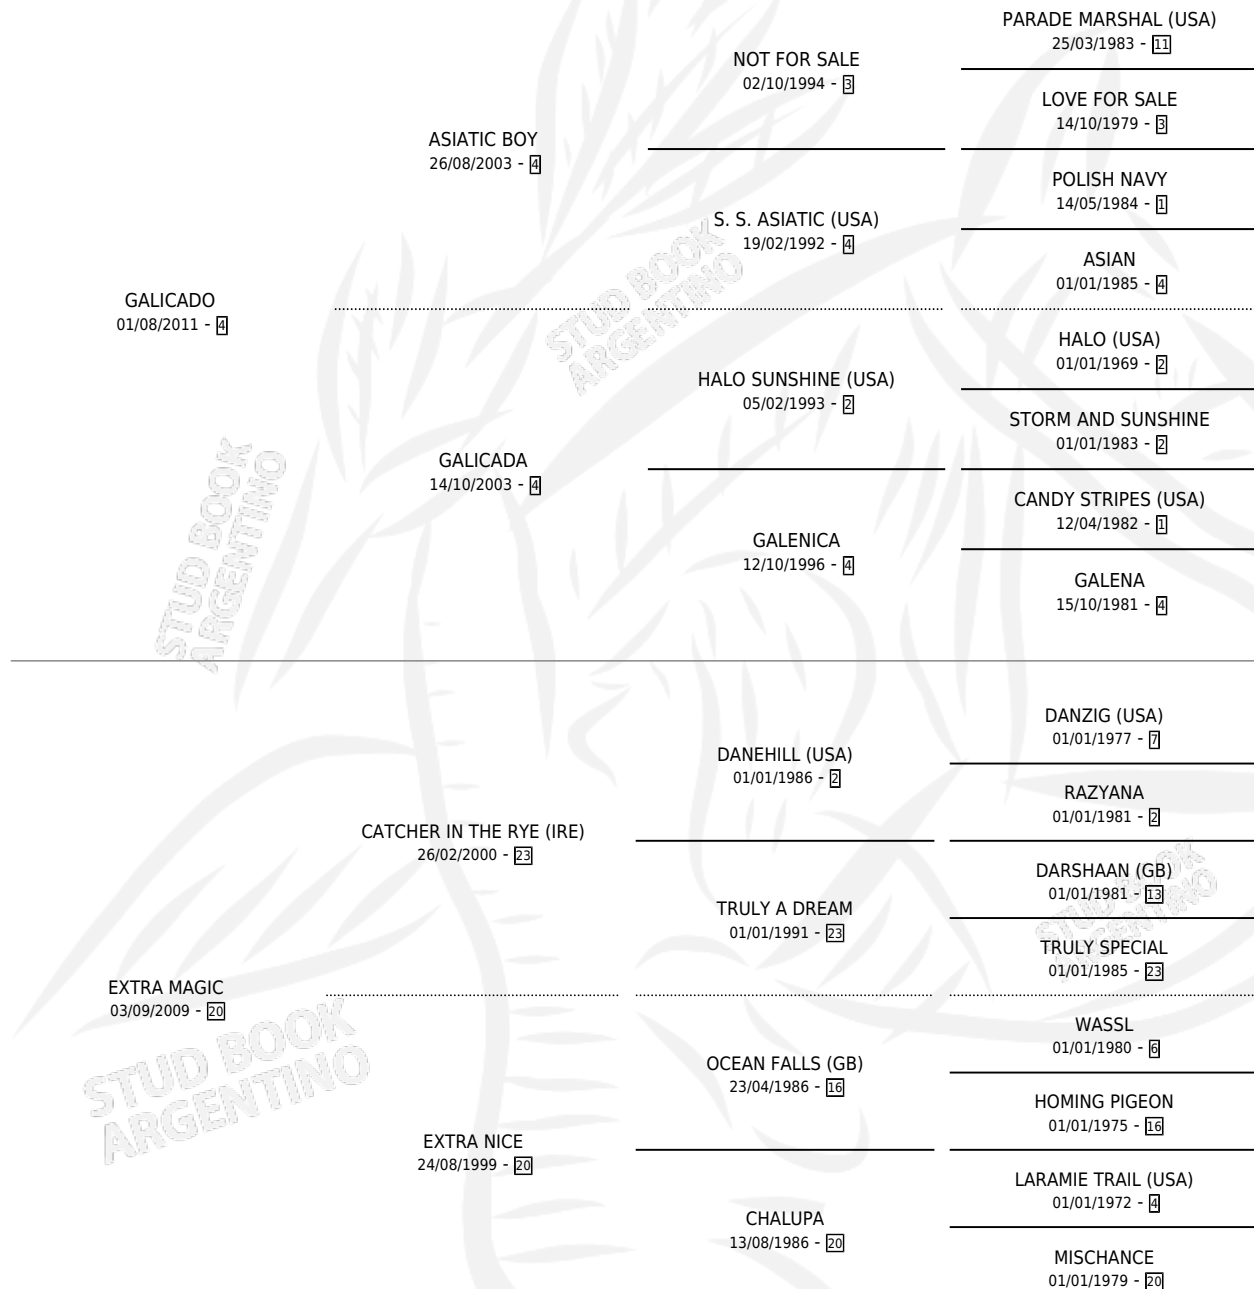 PARADE MARSHAL (USA)
25/03/1983 - 11
NOT FOR SALE
02/10/1994 - 3
LOVE FOR SALE
14/10/1979 - 3
ASIATIC BOY
26/08/2003 - 4
POLISH NAVY
14/05/1984 - 1
S. S. ASIATIC (USA)
19/02/1992 - 4
ASIAN
01/01/1985 - 4
GALICADO
01/08/2011 - 4
STUD BOOK
ARGENTINO
HALO (USA)
01/01/1969 - 2
HALO SUNSHINE (USA)
05/02/1993 - 2
STORM AND SUNSHINE
01/01/1983 - 2
GALICADA
14/10/2003 - 4
CANDY STRIPES (USA)
12/04/1982 - 1
GALENICA
12/10/1996 - 4
GALENA
15/10/1981 - 4
STUD BOOK
ARGENTINO
DANZIG (USA)
01/01/1977 - 7
DANEHILL (USA)
01/01/1986 - 2
RAZYANA
01/01/1981 - 2
CATCHER IN THE RYE (IRE)
26/02/2000 - 23
DARSHAAN (GB)
01/01/1981 - 13
TRULY A DREAM
01/01/1991 - 23
STUD BOOK
ARGENTINO
TRULY SPECIAL
01/01/1985 - 23
EXTRA MAGIC
03/09/2009 - 20
WASSL
01/01/1980 - 6
OCEAN FALLS (GB)
23/04/1986 - 16
STUD BOOK
ARGENTINO
HOMING PIGEON
01/01/1975 - 16
EXTRA NICE
24/08/1999 - 20
LARAMIE TRAIL (USA)
01/01/1972 - 4
CHALUPA
13/08/1986 - 20
MISCHANCE
01/01/1979 - 20